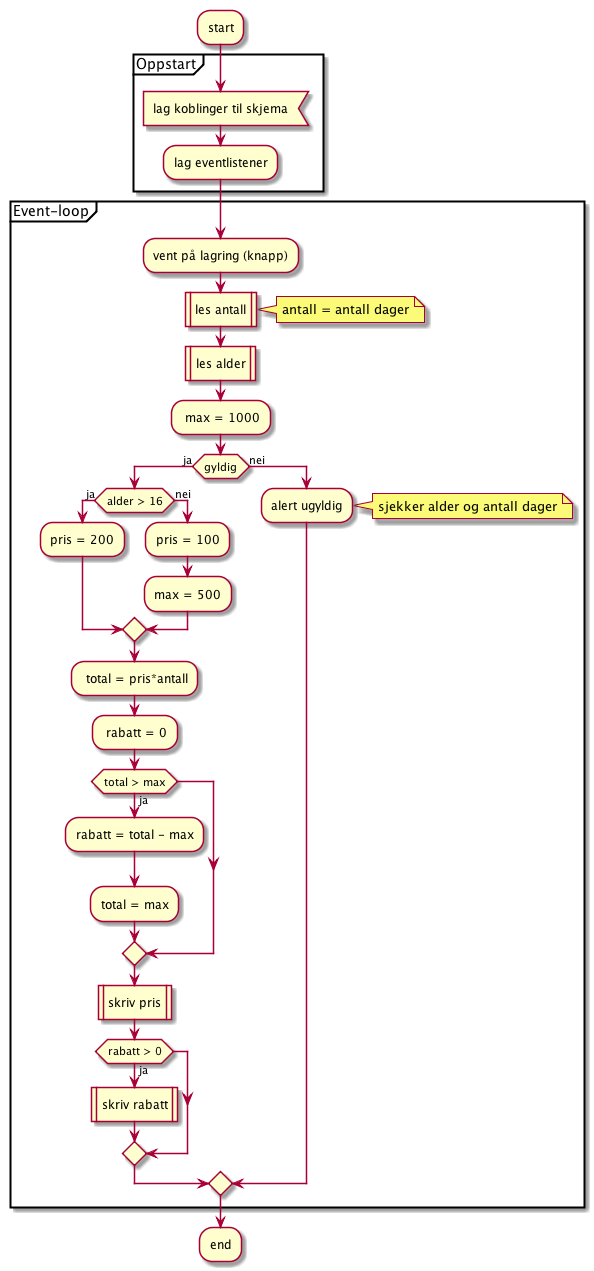 start
Oppstart
lag koblinger til skjema
lag eventlistener
Event-loop
vent på lagring (knapp)
les antall
antall = antall dager
les alder
max = 1000
gyldig
ja
nei
alder > 16
ja
nei
pris = 200
pris = 100
max = 500
alert ugyldig
sjekker alder og antall dager
total = pris*antall
rabatt = 0
total > max
ja
rabatt = total - max
total = max
skriv pris
rabatt > 0
ja
skriv rabatt
end